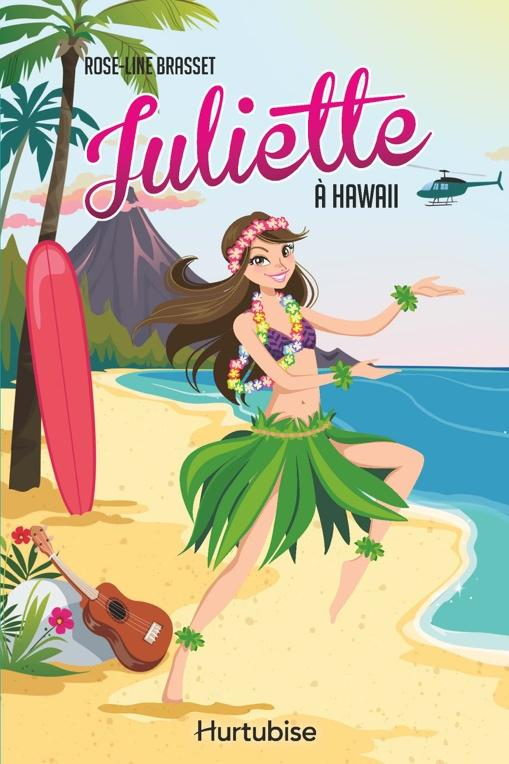 ROSE-LINE BRASSET
Juliette
À HAWAII
Hurtubise